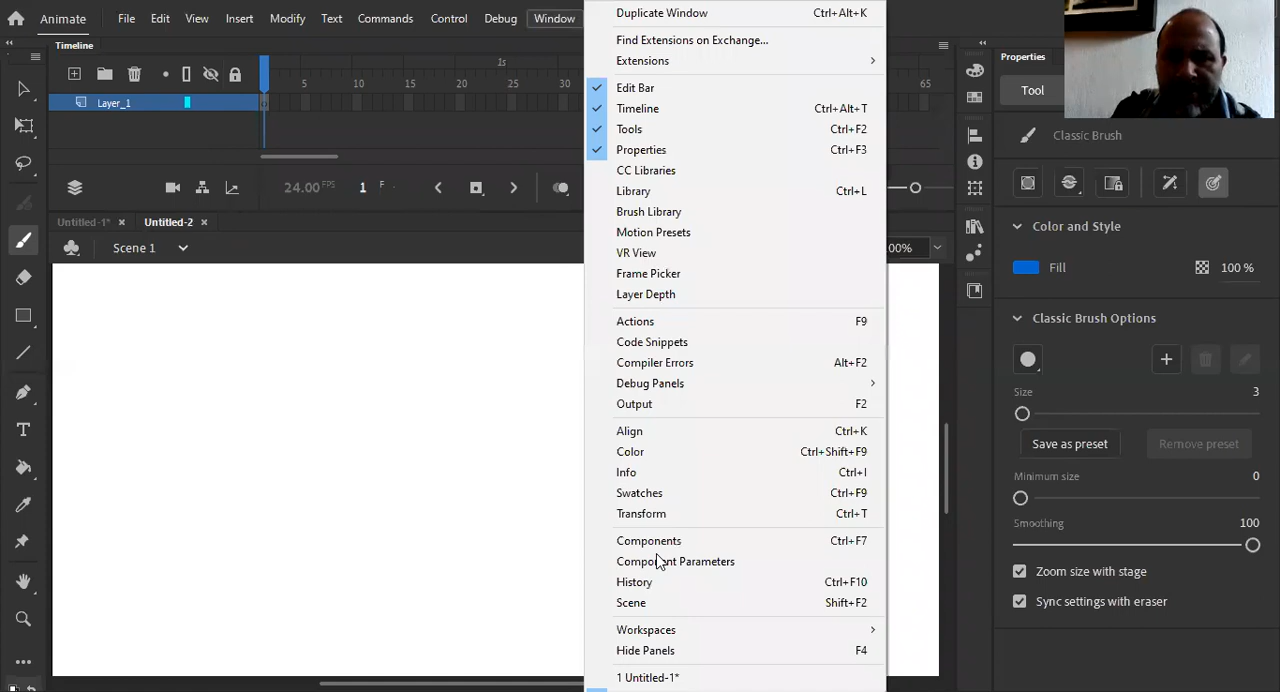 Animate File Edit View Insert Modify Text Commands Control Debug Window
Timeline
1s
5 10 15 20 25 30 65
Layer_1
24.00 FPS 1 F
Untitled-1* × Untitled-2 ×
Scene 1
00%
Duplicate Window Ctrl+Alt+K
Find Extensions on Exchange...
Extensions
Edit Bar
Timeline Ctrl+Alt+T
Tools Ctrl+F2
Properties Ctrl+F3
CC Libraries
Library Ctrl+L
Brush Library
Motion Presets
VR View
Frame Picker
Layer Depth
Actions F9
Code Snippets
Compiler Errors Alt+F2
Debug Panels
Output F2
Align Ctrl+K
Color Ctrl+Shift+F9
Info Ctrl+I
Swatches Ctrl+F9
Transform Ctrl+T
Components Ctrl+F7
Component Parameters
History Ctrl+F10
Scene Shift+F2
Workspaces
Hide Panels F4
1 Untitled-1*
Properties
Tool
Classic Brush
Color and Style
Fill 100 %
Classic Brush Options
Size 3
Save as preset Remove preset
Minimum size 0
Smoothing 100
Zoom size with stage
Sync settings with eraser